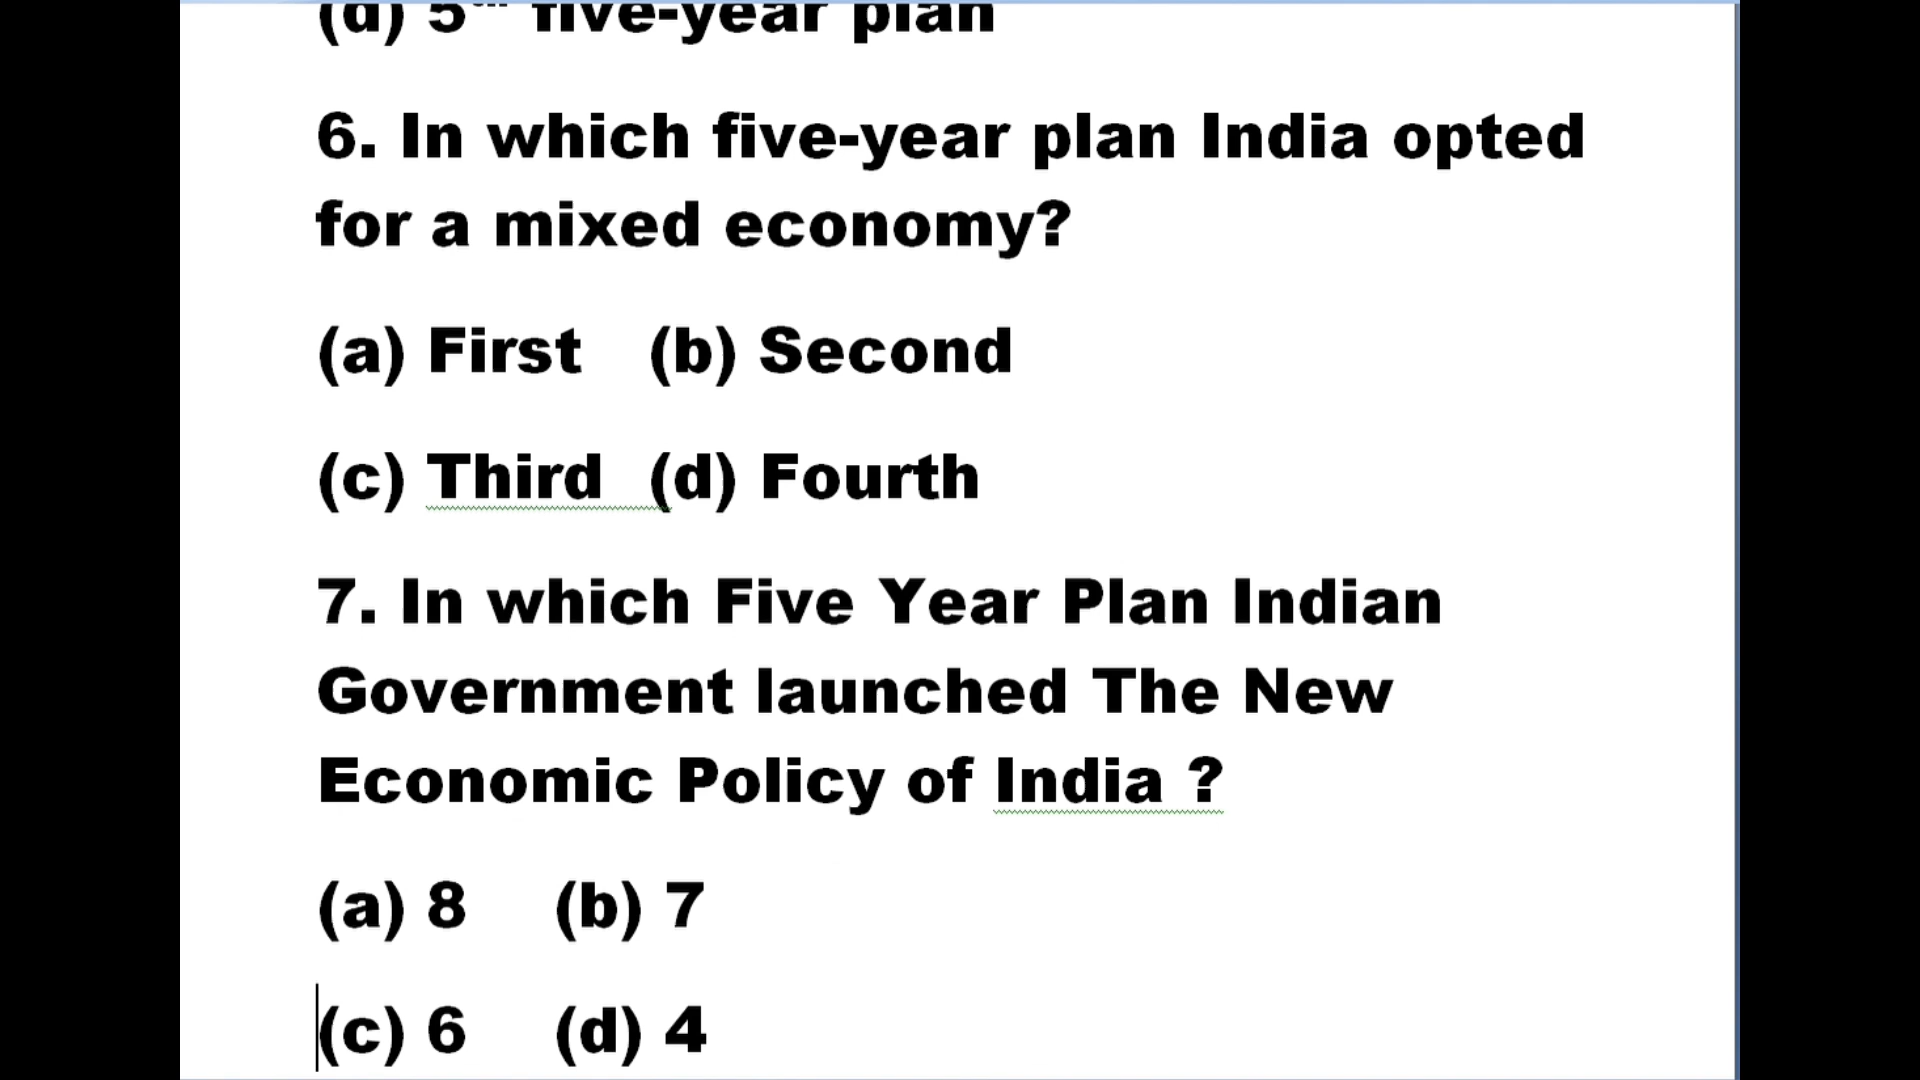 (d) 5th five-year plan
6. In which five-year plan India opted
for a mixed economy?
(a) First (b) Second
(c) Third (d) Fourth
7. In which Five Year Plan Indian
Government launched The New
Economic Policy of India ?
(a) 8 (b) 7
(c) 6 (d) 4